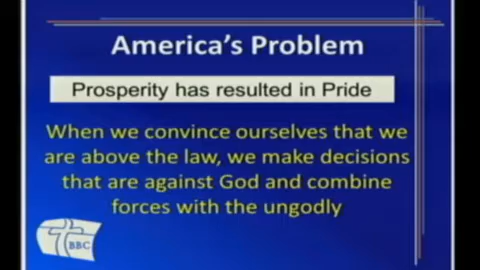 America's Problem
Prosperity has resulted in Pride
When we convince ourselves that we
are above the law, we make decisions
that are against God and combine
forces with the ungodly
BBC